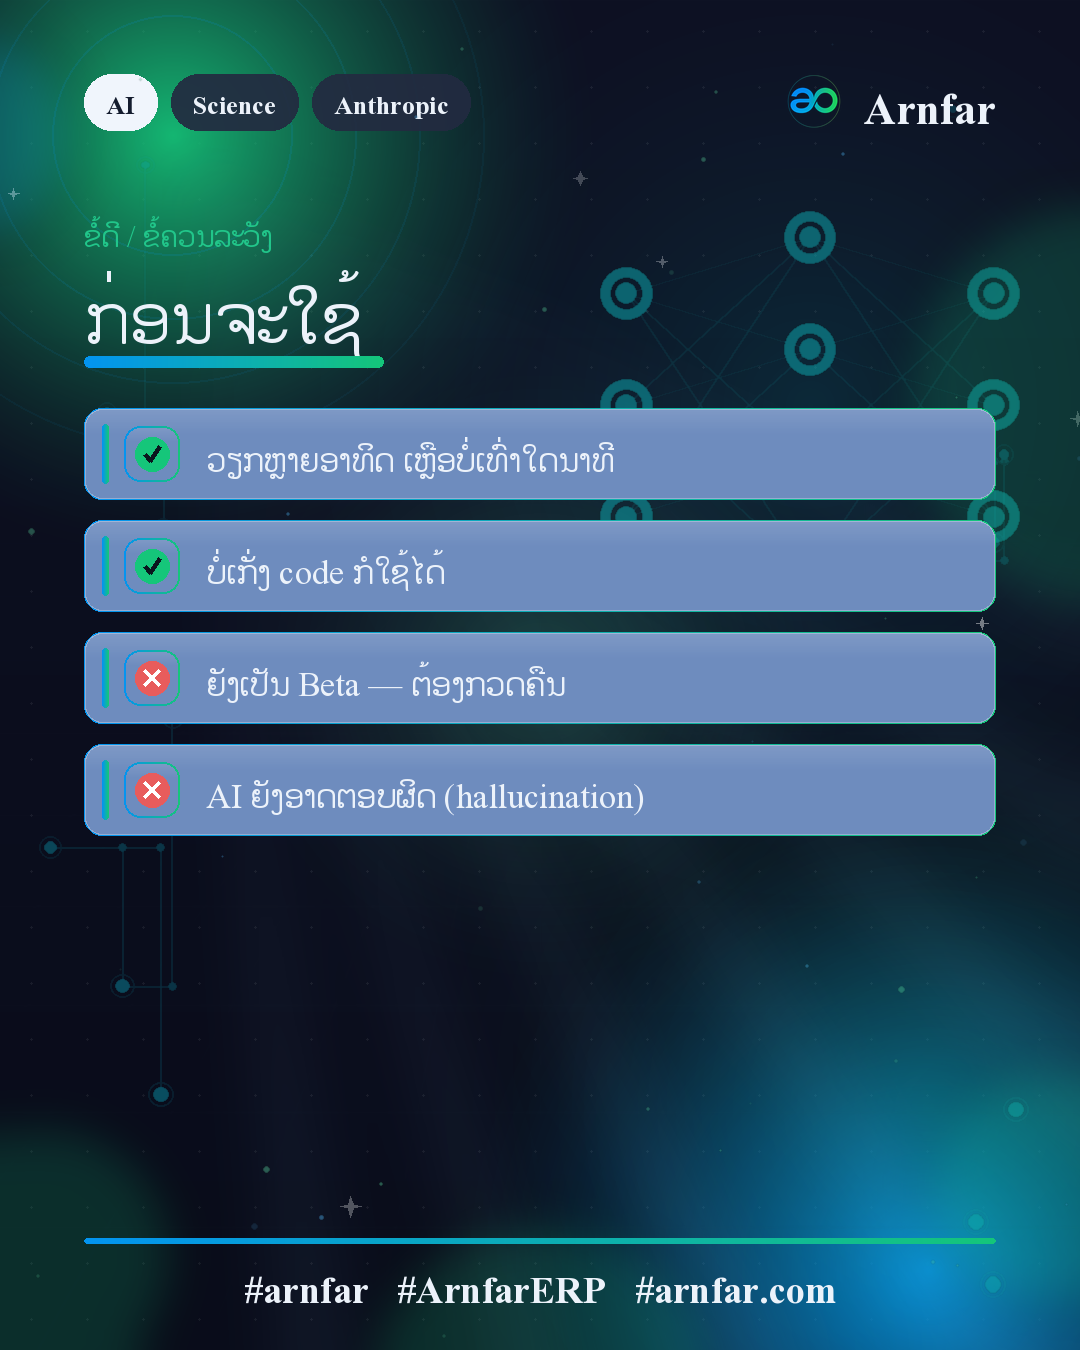 AI Science Anthropic
Arnfar
ຂໍ້ດີ / ຂໍ້ຄວນລະວັງ
ກ່ອນຈະໃຊ້
ວຽກຫຼາຍອາທິດ ເຫຼືອບໍ່ເທົ່າໃດນາທີ
ບໍ່ເກັ່ງ code ກໍໃຊ້ໄດ້
ຍັງເປັນ Beta — ຕ້ອງກວດຄືນ
AI ຍັງອາດຕອບຜິດ (hallucination)
#arnfar #ArnfarERP #arnfar.com